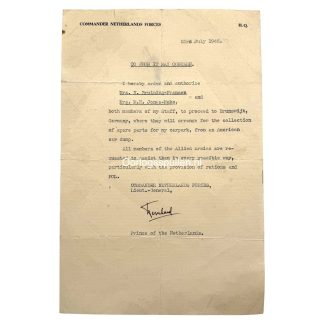 COMMANDER NETHERLANDS FORCES H.Q.
July 1945.
TO WHOM IT MAY CONCERN.
I hereby order and authorise
Mrs.
and
Mrs.
both members of my staff, to proceed to
Germany, where they will arrange for the collection
of spare parts for my carpark, from an American
car dump.
All members of the Allied Armies are re-
quested to assist them in every possible way,
particularly with the provision of rations and
POL.
COMMANDER NETHERLANDS FORCES,
Lieut.-General,
Prince of the Netherlands.